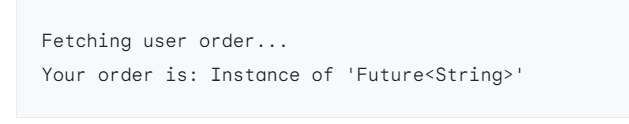 Fetching user order...
Your order is: Instance of 'Future<String>'